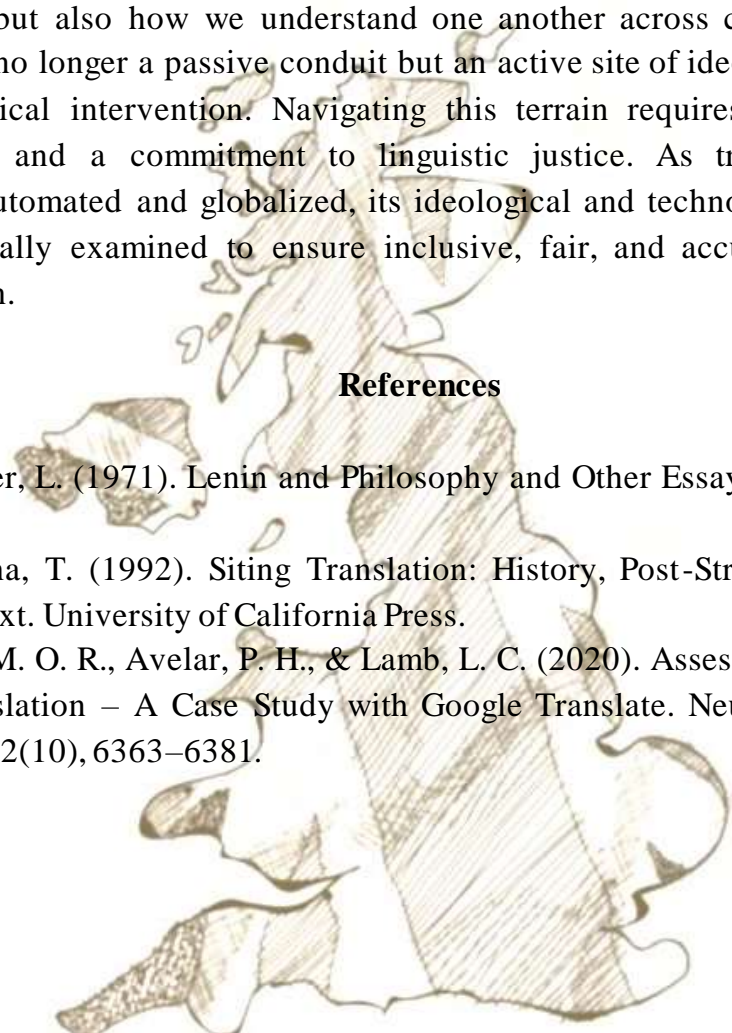 but also how we understand one another across c
no longer a passive conduit but an active site of ide
ical intervention. Navigating this terrain requires
and a commitment to linguistic justice. As tr
utomated and globalized, its ideological and techno
ally examined to ensure inclusive, fair, and accu
n.
References
er, L. (1971). Lenin and Philosophy and Other Essay
na, T. (1992). Siting Translation: History, Post-Str
xt. University of California Press.
M. O. R., Avelar, P. H., & Lamb, L. C. (2020). Asses
slation – A Case Study with Google Translate. Neu
2(10), 6363–6381.